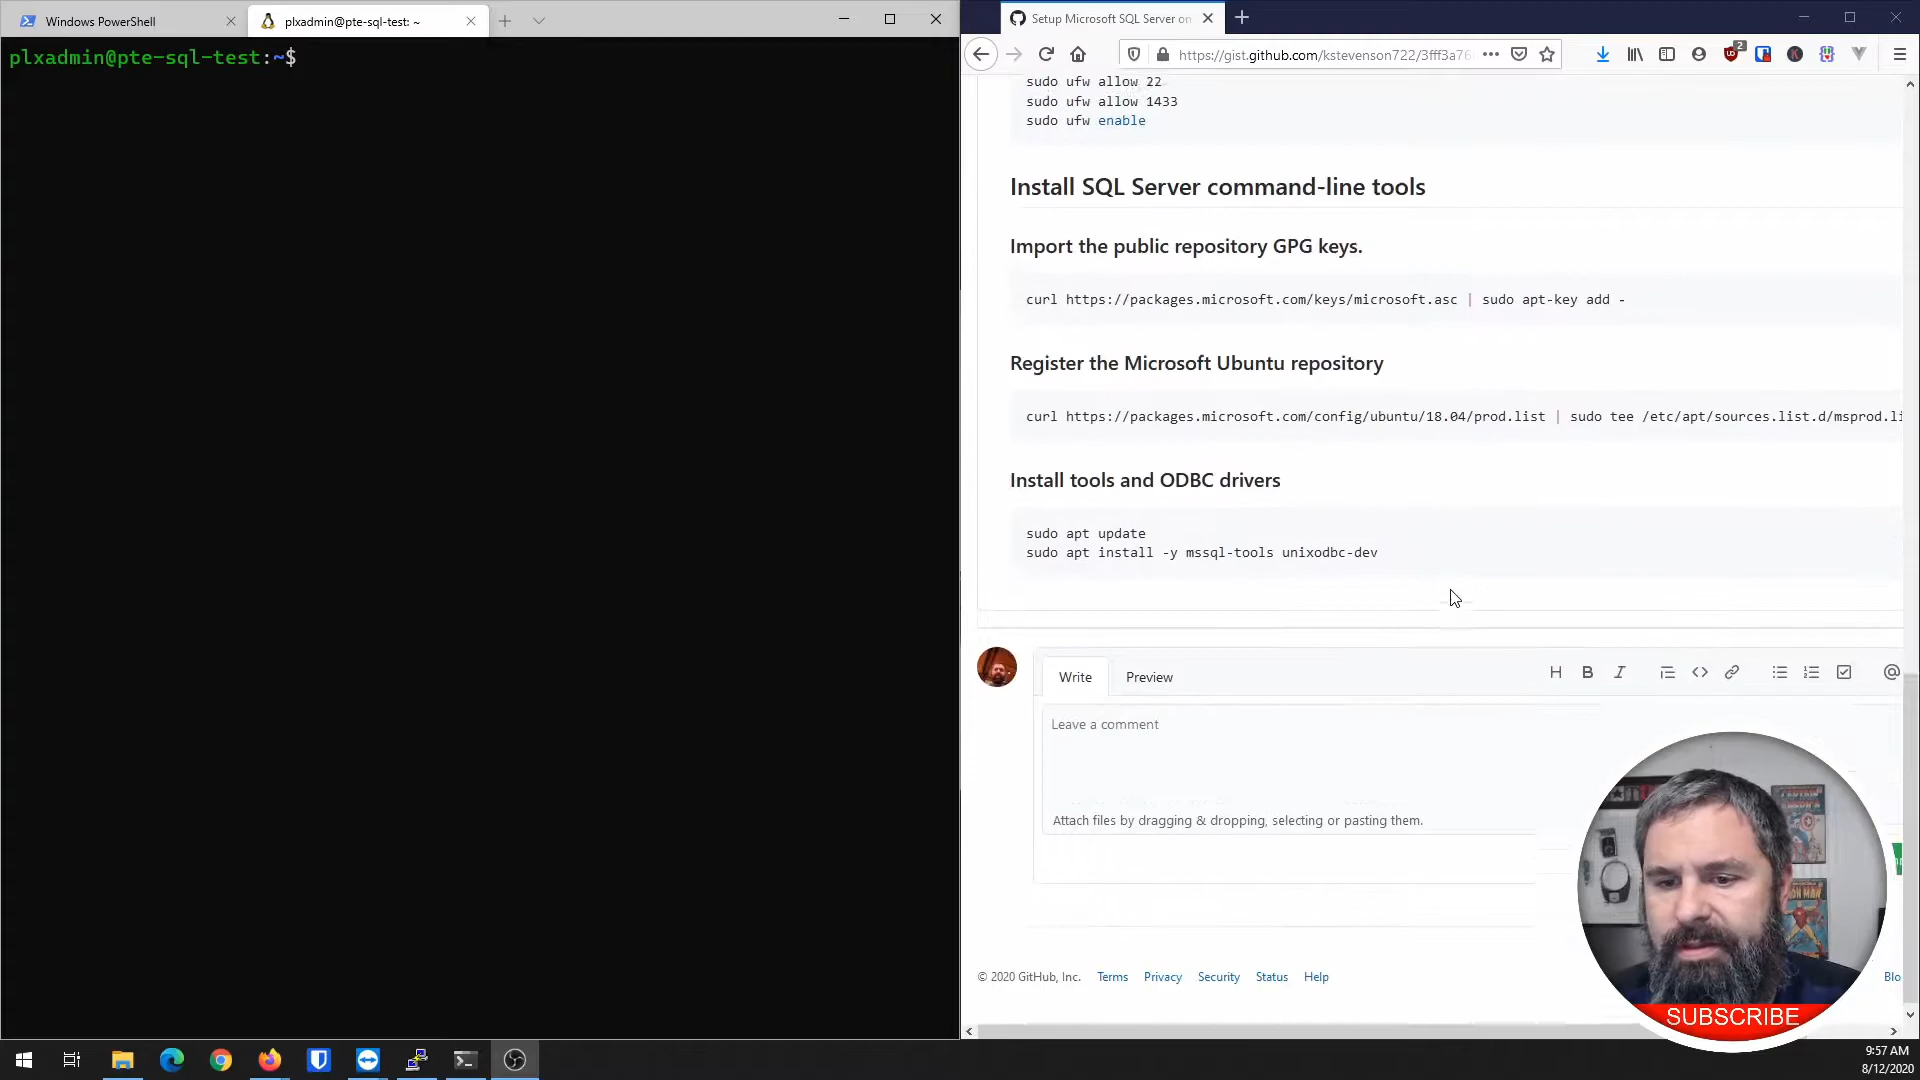 Windows PowerShell
plxadmin@pte-sql-test: ~
plxadmin@pte-sql-test:~$
Setup Microsoft SQL Server on
https://gist.github.com/kstevenson722/3fff3a76
2
sudo ufw allow 22
sudo ufw allow 1433
sudo ufw enable
Install SQL Server command-line tools
Import the public repository GPG keys.
curl https://packages.microsoft.com/keys/microsoft.asc | sudo apt-key add -
Register the Microsoft Ubuntu repository
curl https://packages.microsoft.com/config/ubuntu/18.04/prod.list | sudo tee /etc/apt/sources.list.d/msprod.li
Install tools and ODBC drivers
sudo apt update
sudo apt install -y mssql-tools unixodbc-dev
Write
Preview
Leave a comment
Attach files by dragging & dropping, selecting or pasting them.
© 2020 GitHub, Inc.
Terms
Privacy
Security
Status
Help
Blo
SUBSCRIBE
9:57 AM
8/12/2020